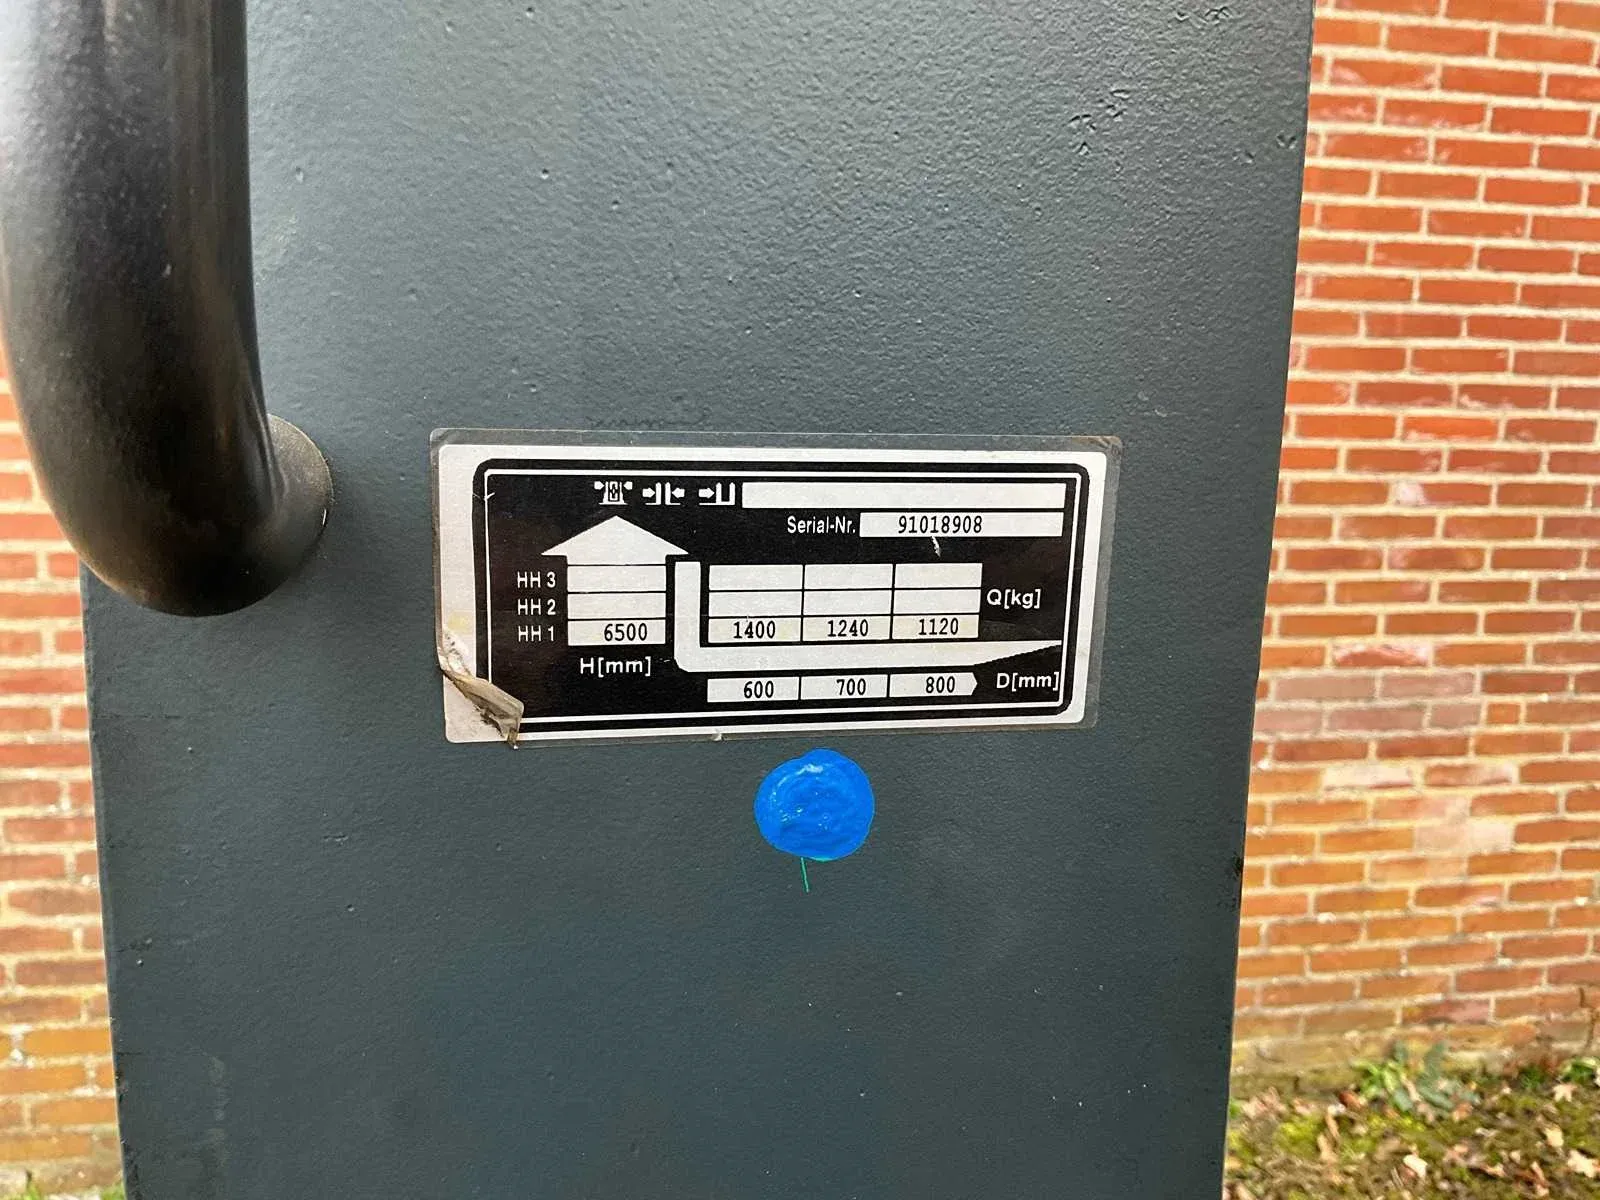 Serial-Nr. 91018908
HH 3
HH 2
Q[kg]
HH 1 6500 1400 1240 1120
H[mm]
600 700 800 D[mm]